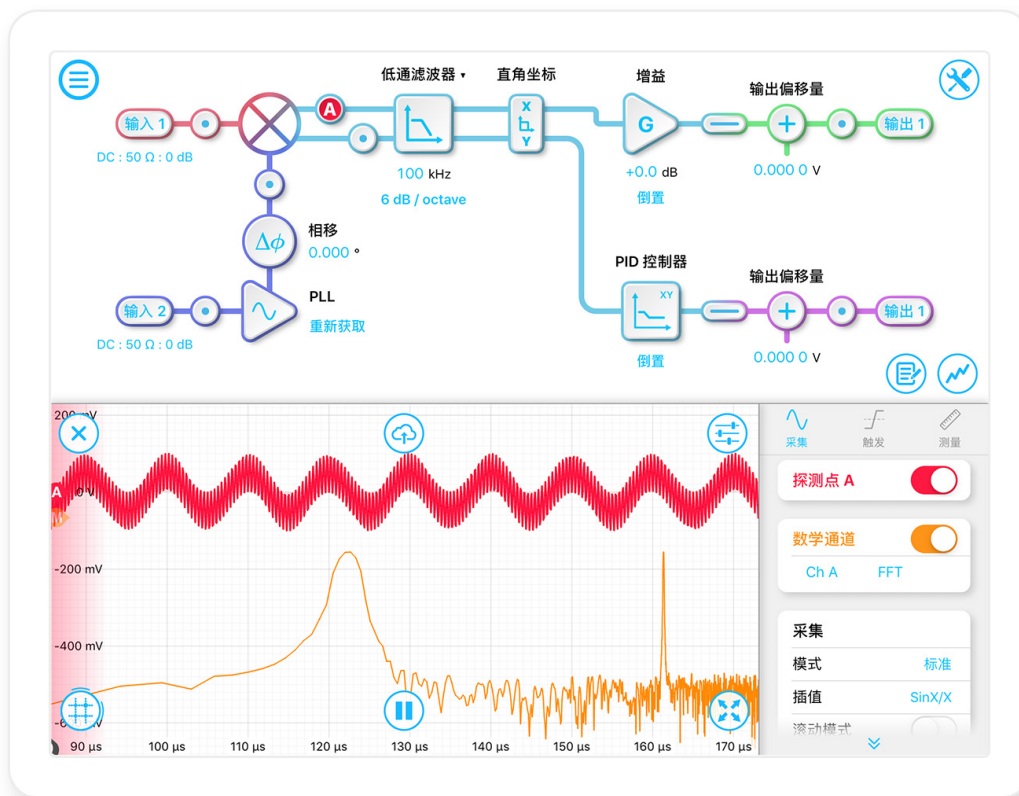 低通滤波器 ▾
直角坐标
增益
输出偏移量
输入 1
A
X
Y
G
输出 1
DC : 50 Ω : 0 dB
100 kHz
6 dB / octave
+0.0 dB
倒置
0.000 0 V
Δϕ
相移
0.000 °
PID 控制器
输出偏移量
PLL
重新获取
输入 2
XY
输出 1
DC : 50 Ω : 0 dB
倒置
0.000 0 V
200 mV
A
0 V
-200 mV
-400 mV
90 µs
100 µs
110 µs
120 µs
130 µs
140 µs
150 µs
160 µs
170 µs
采集
触发
测量
探测点 A
数学通道
Ch A
FFT
采集
模式
标准
插值
SinX/X
滚动模式